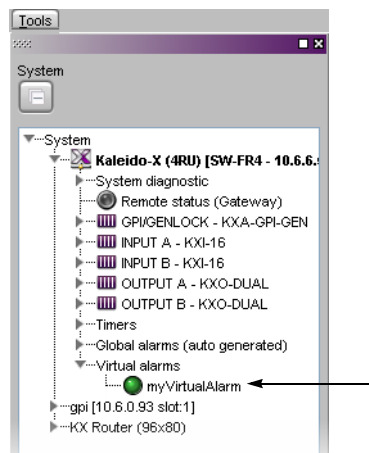 Tools
System
System
Kaleido-X (4RU) [SW-FR4 - 10.6.6.
System diagnostic
Remote status (Gateway)
GPI/GENLOCK - KXA-GPI-GEN
INPUT A - KXI-16
INPUT B - KXI-16
OUTPUT A - KXO-DUAL
OUTPUT B - KXO-DUAL
Timers
Global alarms (auto generated)
Virtual alarms
myVirtualAlarm
gpi [10.6.0.93 slot:1]
KX Router (96x80)